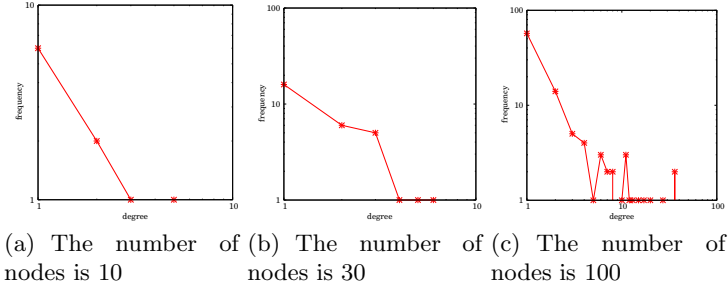 10
frequency
1
1
degree
10
100
frequency
10
1
1
degree
10
100
frequency
10
1
1
10
degree
100
(a) The number of nodes is 10
(b) The number of nodes is 30
(c) The number of nodes is 100